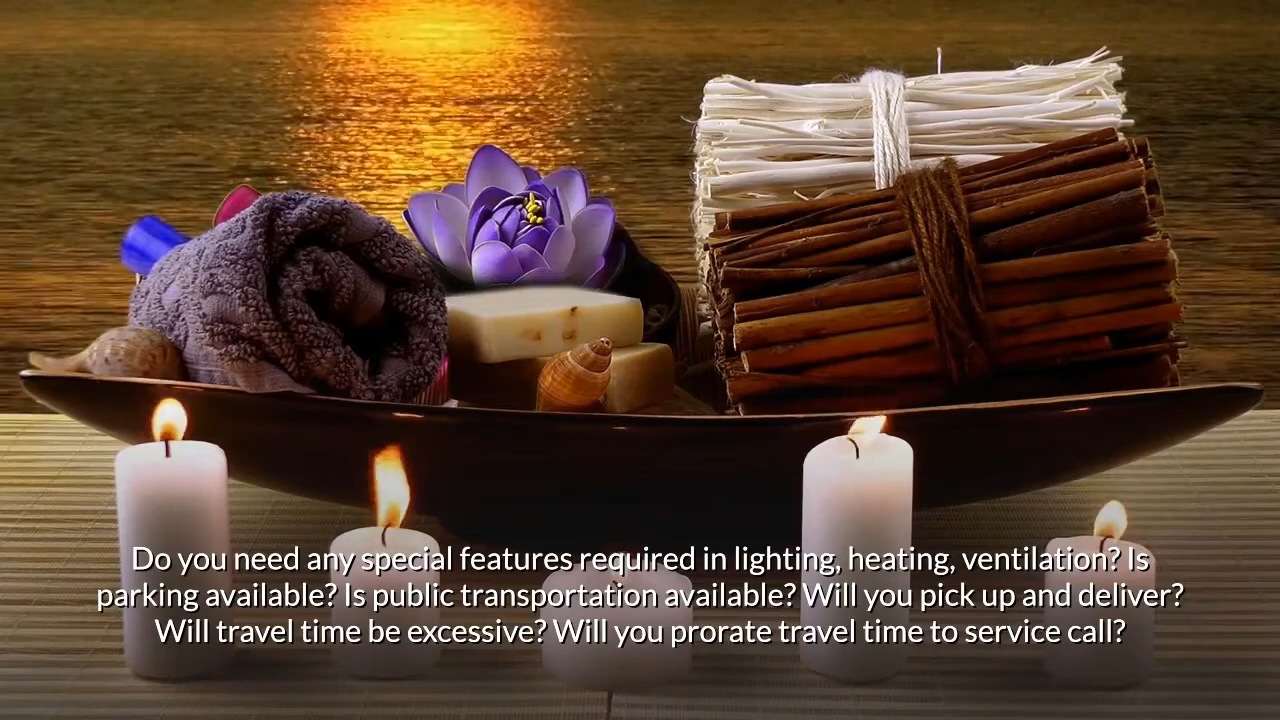 Do you need any special features required in lighting, heating, ventilation? Is
parking available? Is public transportation available? Will you pick up and deliver?
Will travel time be excessive? Will you prorate travel time to service call?